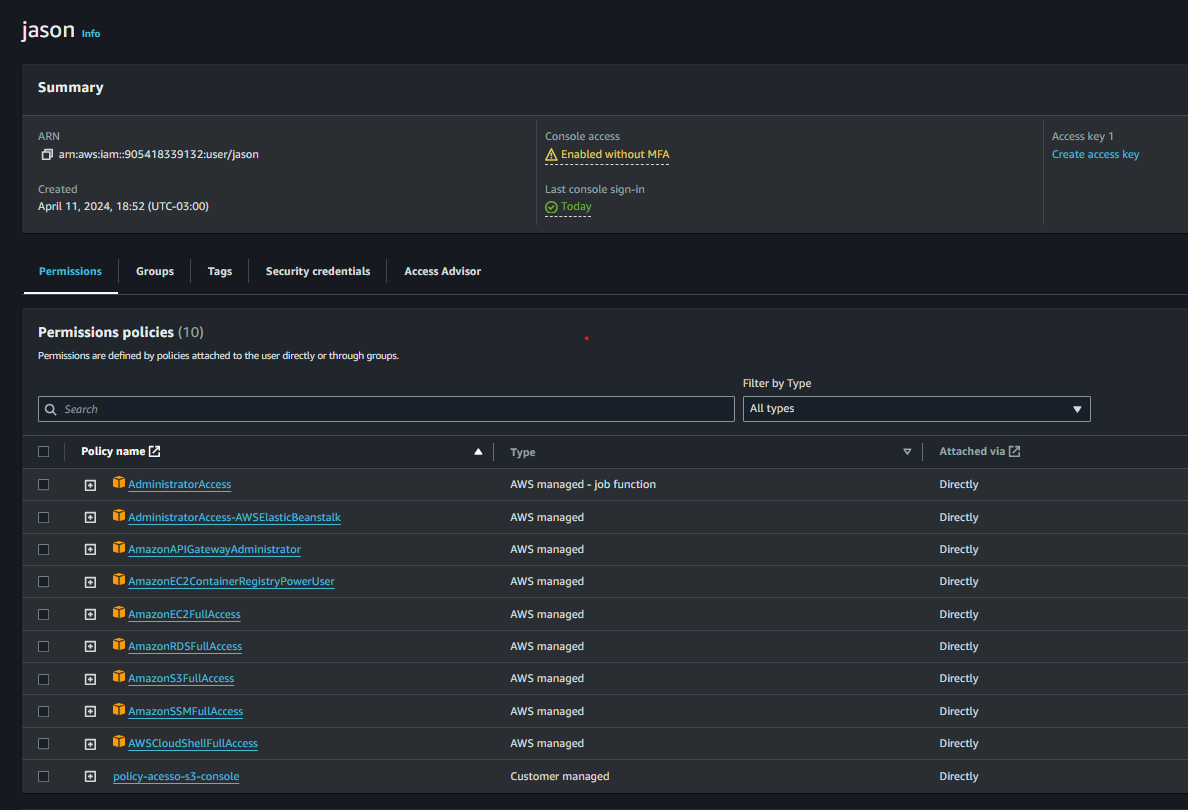 jason Info
Summary
ARN
arn:aws:iam::905418339132:user/jason
Created
April 11, 2024, 18:52 (UTC-03:00)
Console access
Enabled without MFA
Last console sign-in
Today
Access key 1
Create access key
Permissions Groups Tags Security credentials Access Advisor
Permissions policies (10)
Permissions are defined by policies attached to the user directly or through groups.
Filter by Type
Search All types
Policy name Type Attached via
AdministratorAccess AWS managed - job function Directly
AdministratorAccess-AWSElasticBeanstalk AWS managed Directly
AmazonAPIGatewayAdministrator AWS managed Directly
AmazonEC2ContainerRegistryPowerUser AWS managed Directly
AmazonEC2FullAccess AWS managed Directly
AmazonRDSFullAccess AWS managed Directly
AmazonS3FullAccess AWS managed Directly
AmazonSSMFullAccess AWS managed Directly
AWSCloudShellFullAccess AWS managed Directly
policy-acesso-s3-console Customer managed Directly